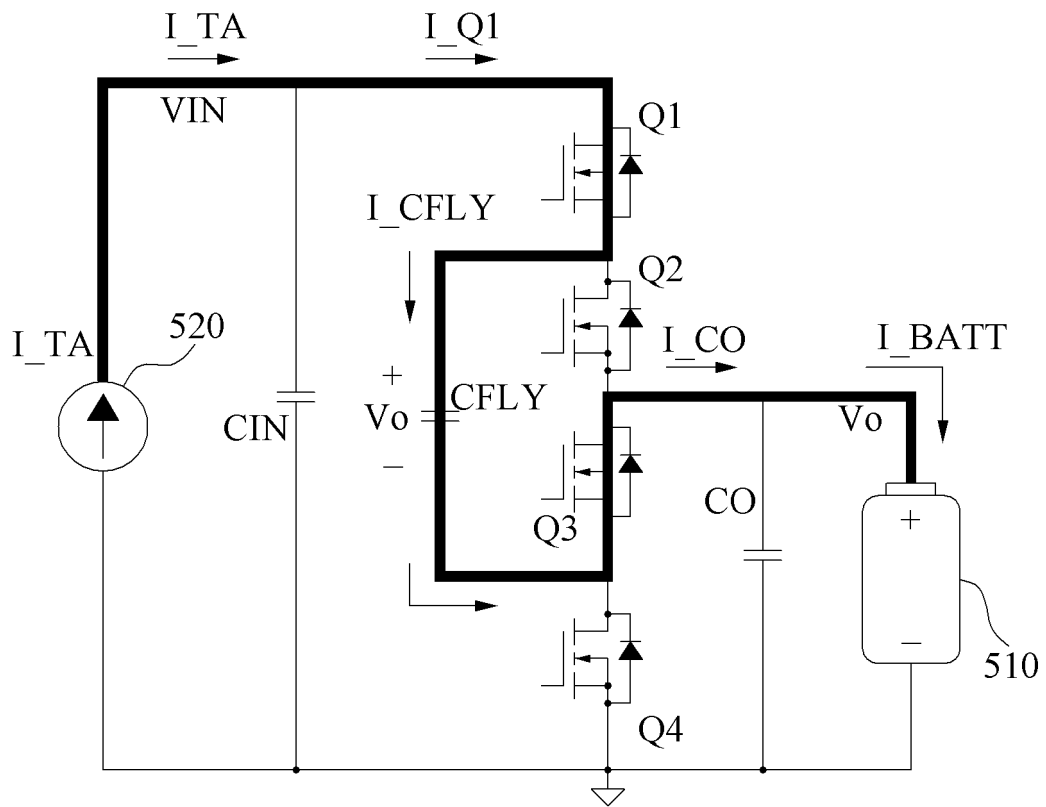 I_TA
I_Q1
VIN
Q1
I_CFLY
Q2
520
I_TA
I_CO
I_BATT
+
CFLY
Vo
Vo
CIN
−
CO
+
Q3
−
510
Q4